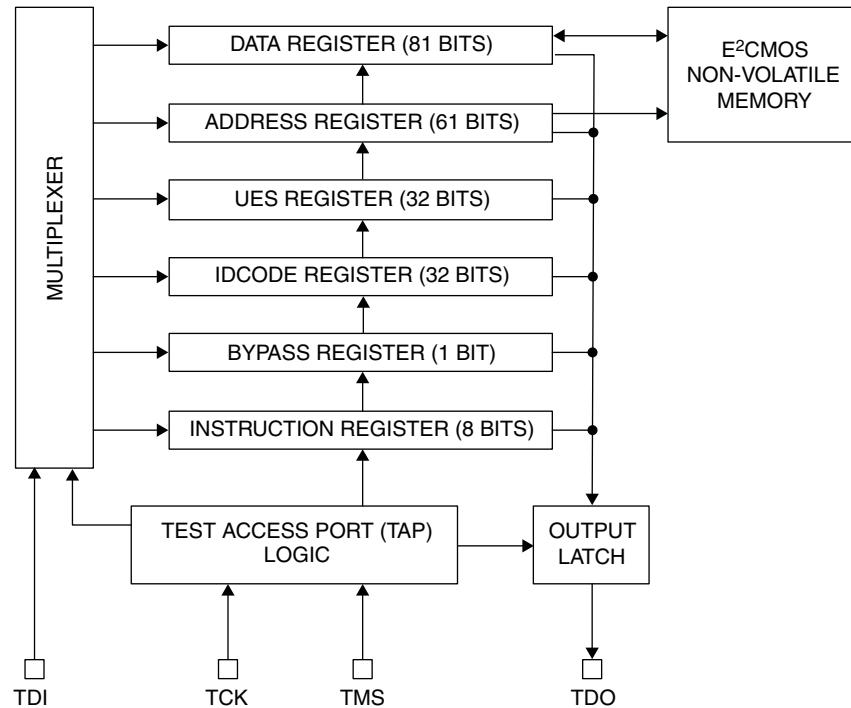 DATA REGISTER (81 BITS)
E²CMOS
NON-VOLATILE
MEMORY
ADDRESS REGISTER (61 BITS)
MULTIPLEXER
UES REGISTER (32 BITS)
IDCODE REGISTER (32 BITS)
BYPASS REGISTER (1 BIT)
INSTRUCTION REGISTER (8 BITS)
TEST ACCESS PORT (TAP)
LOGIC
OUTPUT
LATCH
TDI
TCK
TMS
TDO